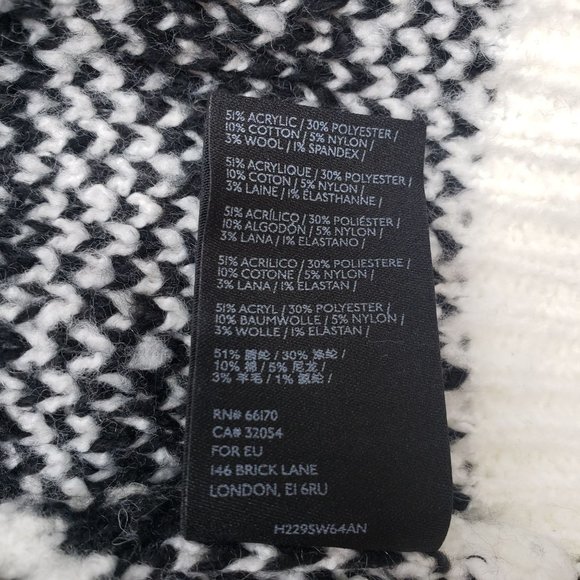 51% ACRYLIC / 30% POLYESTER /
10% COTTON / 5% NYLON /
3% WOOL / 1% SPANDEX /
51% ACRYLIQUE / 30% POLYESTER /
10% COTON / 5% NYLON /
3% LAINE / 1% ELASTHANNE /
51% ACRÍLICO / 30% POLIÉSTER /
10% ALGODÓN / 5% NYLON /
3% LANA / 1% ELASTANO /
51% ACRILICO / 30% POLIESTERE /
10% COTONE / 5% NYLON /
3% LANA / 1% ELASTAN /
51% ACRYL / 30% POLYESTER /
10% BAUMWOLLE / 5% NYLON /
3% WOLLE / 1% ELASTAN /
51% 腈纶 / 30% 涤纶 /
10% 棉 / 5% 尼龙 /
3% 羊毛 / 1% 氨纶 /
RN# 66170
CA# 32054
FOR EU
146 BRICK LANE
LONDON, E1 6RU
H229SW64AN